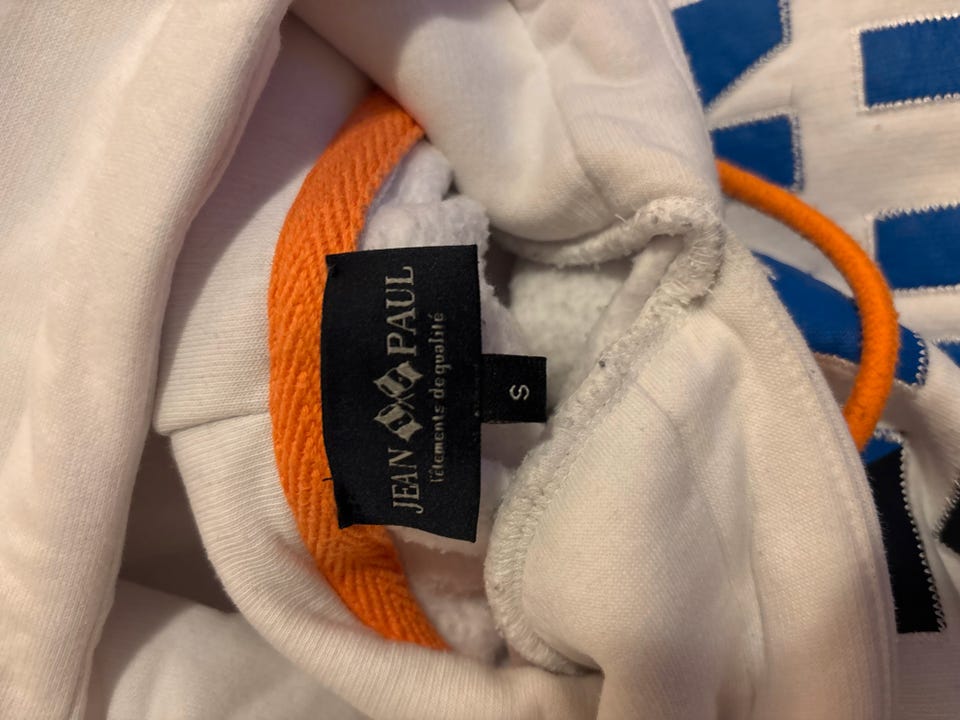 JEAN PAUL
Vêtements de qualité
S